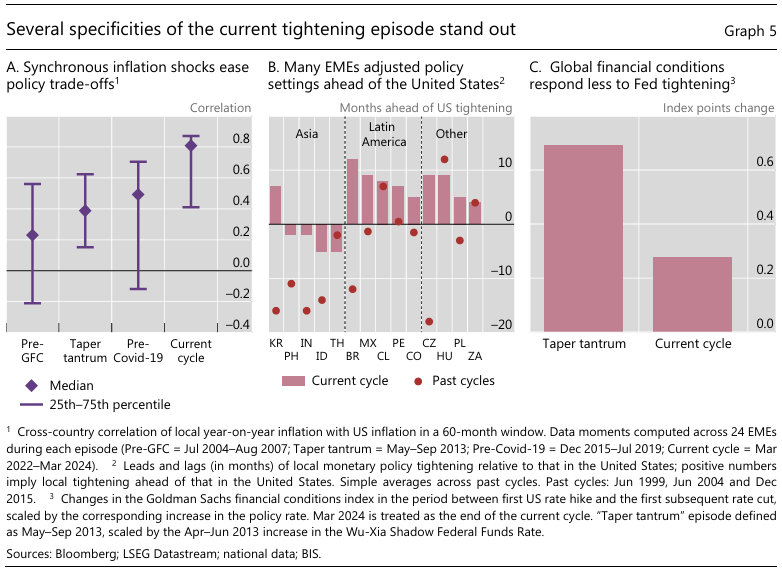 Several specificities of the current tightening episode stand out
Graph 5
A. Synchronous inflation shocks ease
policy trade-offs1
Correlation
0.8
0.6
0.4
0.2
0.0
–0.2
–0.4
Pre-
GFC
Taper
tantrum
Pre-
Covid-19
Current
cycle
Median
25th–75th percentile
B. Many EMEs adjusted policy
settings ahead of the United States2
Months ahead of US tightening
Asia
Latin
America
Other
10
0
–10
–20
KR
PH
IN
ID
TH
BR
MX
CL
PE
CO
CZ
HU
PL
ZA
Current cycle
Past cycles
C. Global financial conditions
respond less to Fed tightening3
Index points change
0.6
0.4
0.2
0.0
Taper tantrum
Current cycle
1 Cross-country correlation of local year-on-year inflation with US inflation in a 60-month window. Data moments computed across 24 EMEs
during each episode (Pre-GFC = Jul 2004–Aug 2007; Taper tantrum = May–Sep 2013; Pre-Covid-19 = Dec 2015–Jul 2019; Current cycle = Mar
2022–Mar 2024). 2 Leads and lags (in months) of local monetary policy tightening relative to that in the United States; positive numbers
imply local tightening ahead of that in the United States. Simple averages across past cycles. Past cycles: Jun 1999, Jun 2004 and Dec
2015. 3 Changes in the Goldman Sachs financial conditions index in the period between first US rate hike and the first subsequent rate cut,
scaled by the corresponding increase in the policy rate. Mar 2024 is treated as the end of the current cycle. “Taper tantrum” episode defined
as May–Sep 2013, scaled by the Apr–Jun 2013 increase in the Wu-Xia Shadow Federal Funds Rate.
Sources: Bloomberg; LSEG Datastream; national data; BIS.